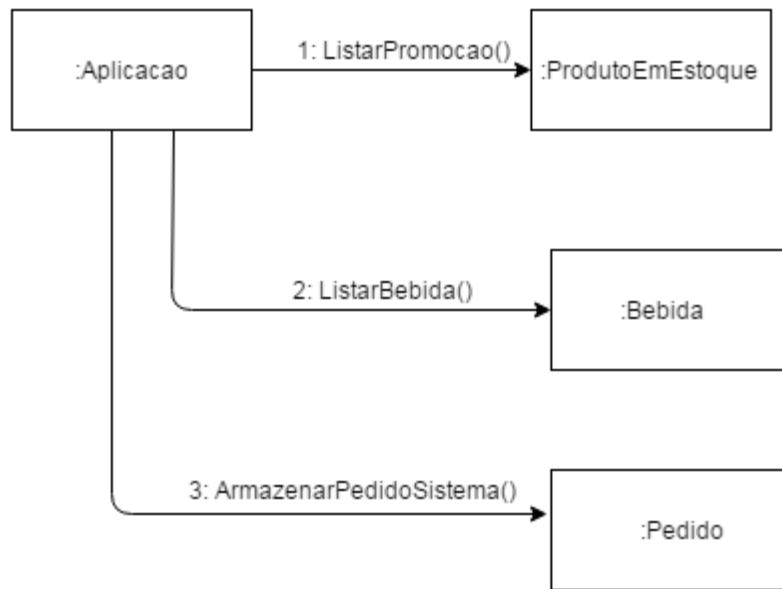 :Aplicacao
1: ListarPromocao()
:ProdutoEmEstoque
2: ListarBebida()
:Bebida
3: ArmazenarPedidoSistema()
:Pedido